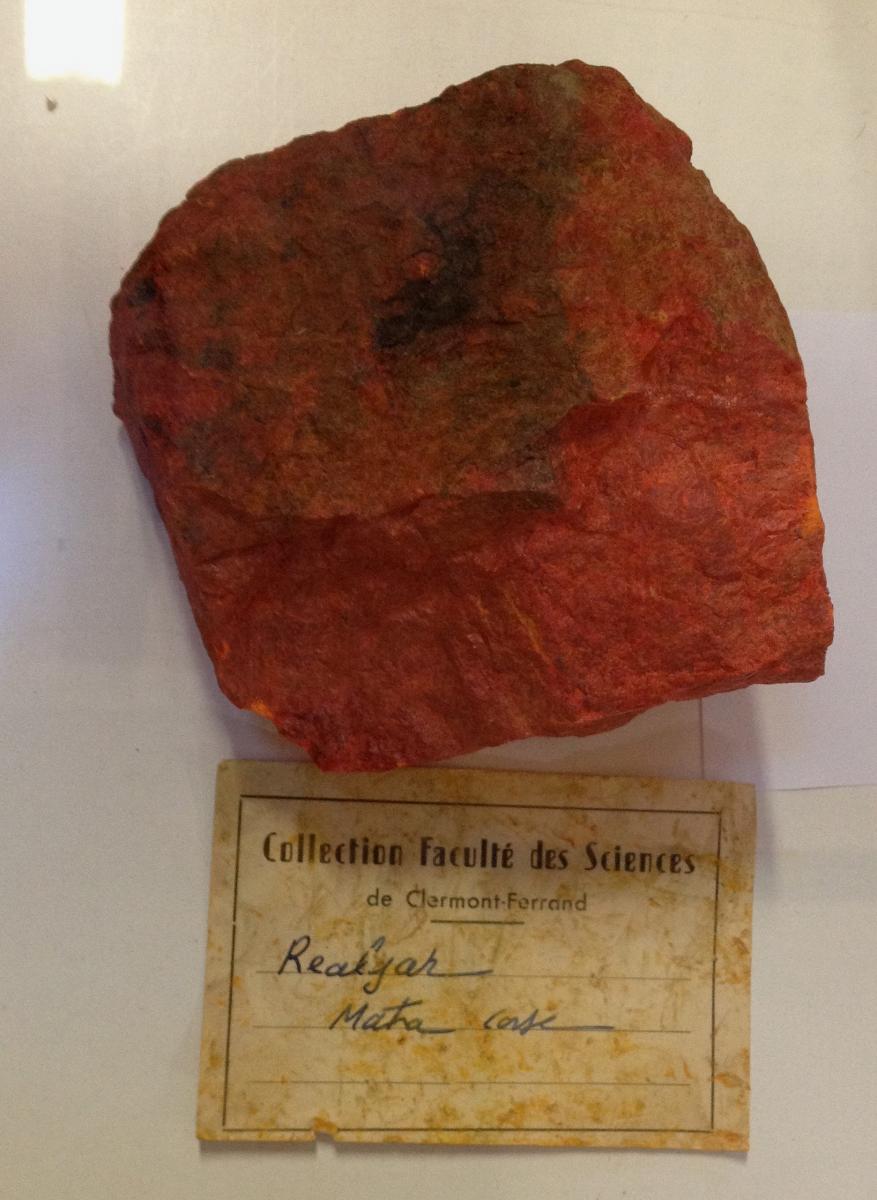 Collection Faculté des Sciences
de Clermont-Ferrand
Realgar
Matra Corse